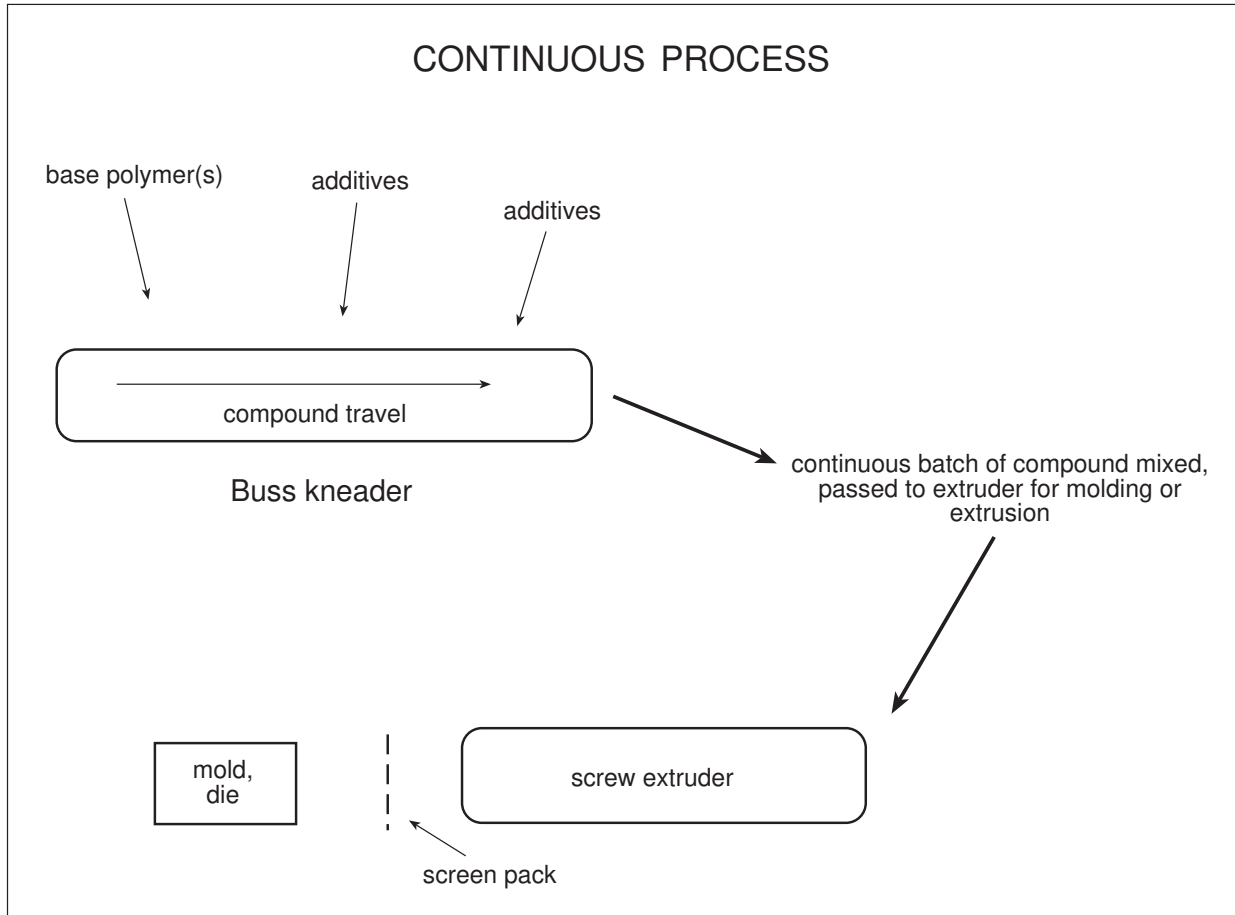 CONTINUOUS PROCESS
base polymer(s)
additives
additives
compound travel
Buss kneader
continuous batch of compound mixed,
passed to extruder for molding or
extrusion
mold,
die
screw extruder
screen pack